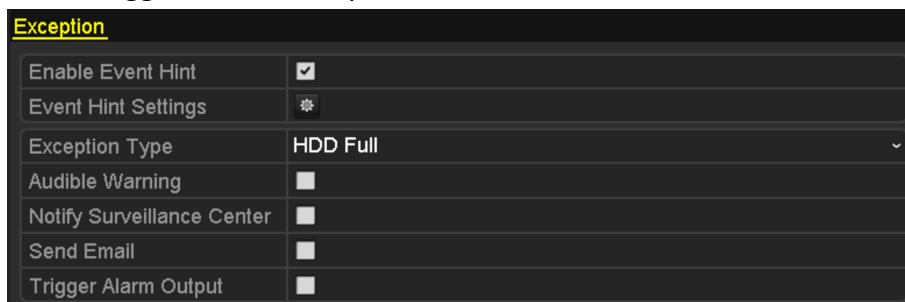 Exception
Enable Event Hint
Event Hint Settings
Exception Type HDD Full
Audible Warning
Notify Surveillance Center
Send Email
Trigger Alarm Output